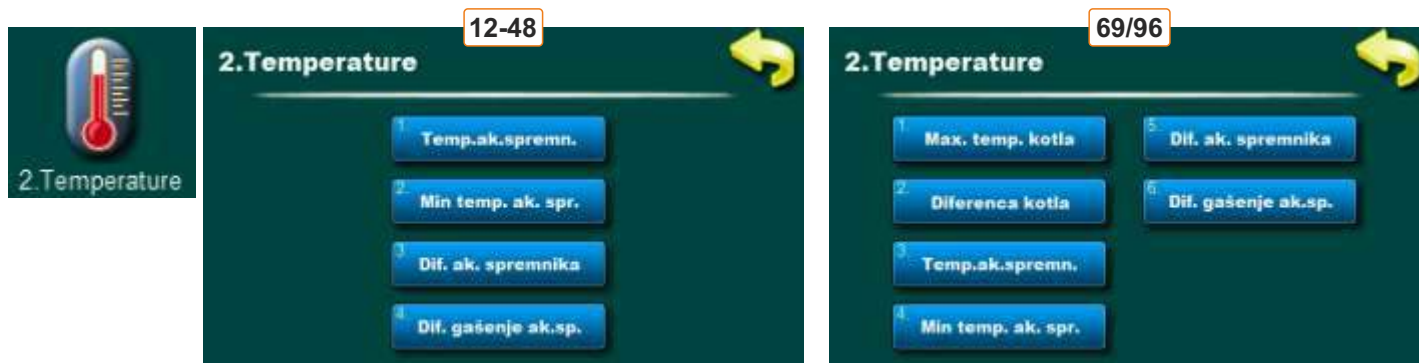 2.Temperature
12-48
2.Temperature
1. Temp.ak.spremn.
2. Min temp. ak. spr.
3. Dif. ak. spremnika
4. Dif. gašenje ak.sp.
69/96
2.Temperature
1. Max. temp. kotla
2. Diferenca kotla
3. Temp.ak.spremn.
4. Min temp. ak. spr.
5. Dif. ak. spremnika
6. Dif. gašenje ak.sp.